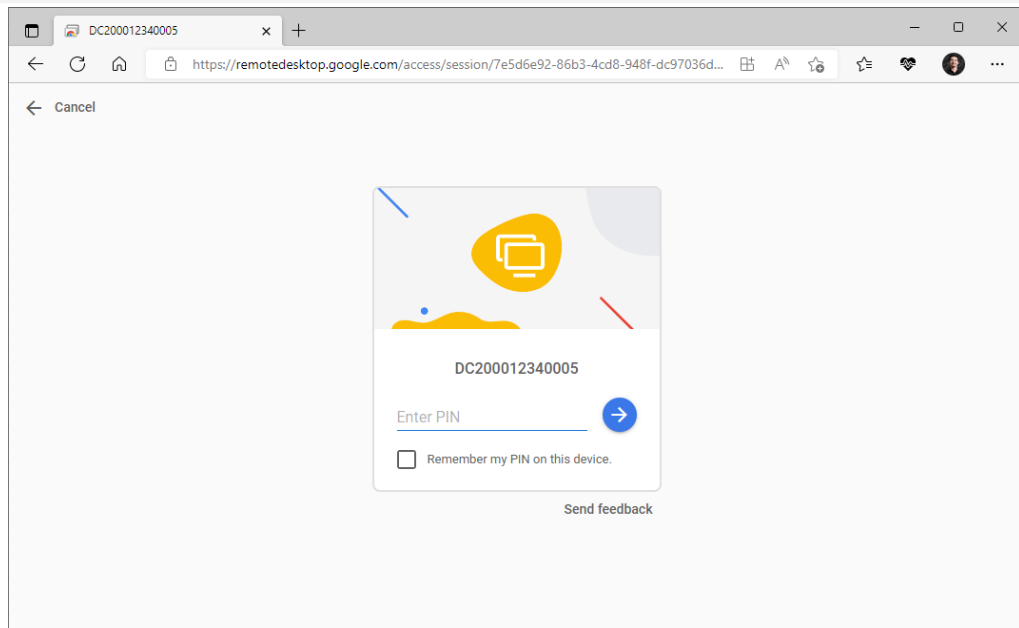 DC200012340005
https://remotedesktop.google.com/access/session/7e5d6e92-86b3-4cd8-948f-dc97036d...
Cancel
DC200012340005
Enter PIN
Remember my PIN on this device.
Send feedback